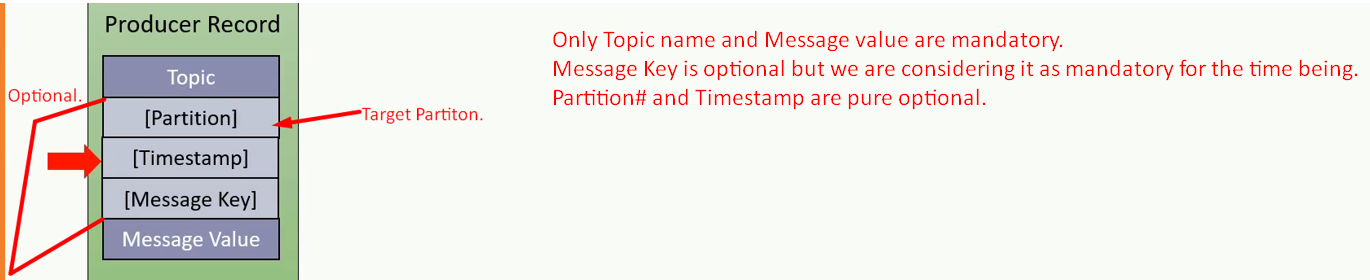 Producer Record
Topic
Optional.
[Partition]
Target Partiton.
[Timestamp]
[Message Key]
Message Value
Only Topic name and Message value are mandatory.
Message Key is optional but we are considering it as mandatory for the time being.
Partition# and Timestamp are pure optional.